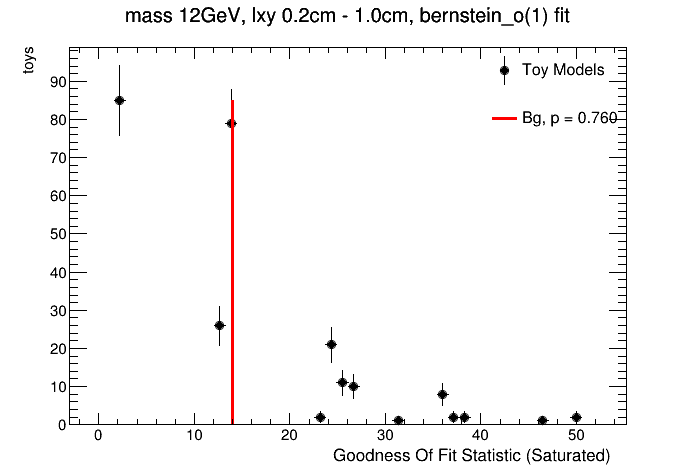 mass 12GeV, lxy 0.2cm - 1.0cm, bernstein_o(1) fit
toys
90
80
70
60
50
40
30
20
10
0
Toy Models
Bg, p = 0.760
0 10 20 30 40 50
Goodness Of Fit Statistic (Saturated)